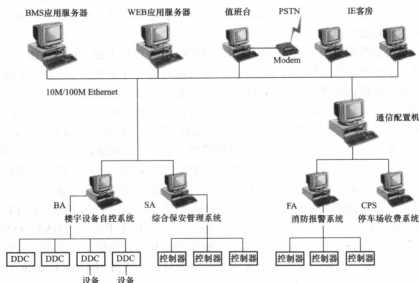 BMS应用服务器 WEB应用服务器 值班台 PSTN IE客房
Modem
10M/100M Ethernet
通信配置机
BA SA FA CPS
楼宇设备自控系统 综合保安管理系统 消防报警系统 停车场收费系统
DDC DDC DDC DDC 控制器 控制器 控制器 控制器 控制器 控制器
设备 设备